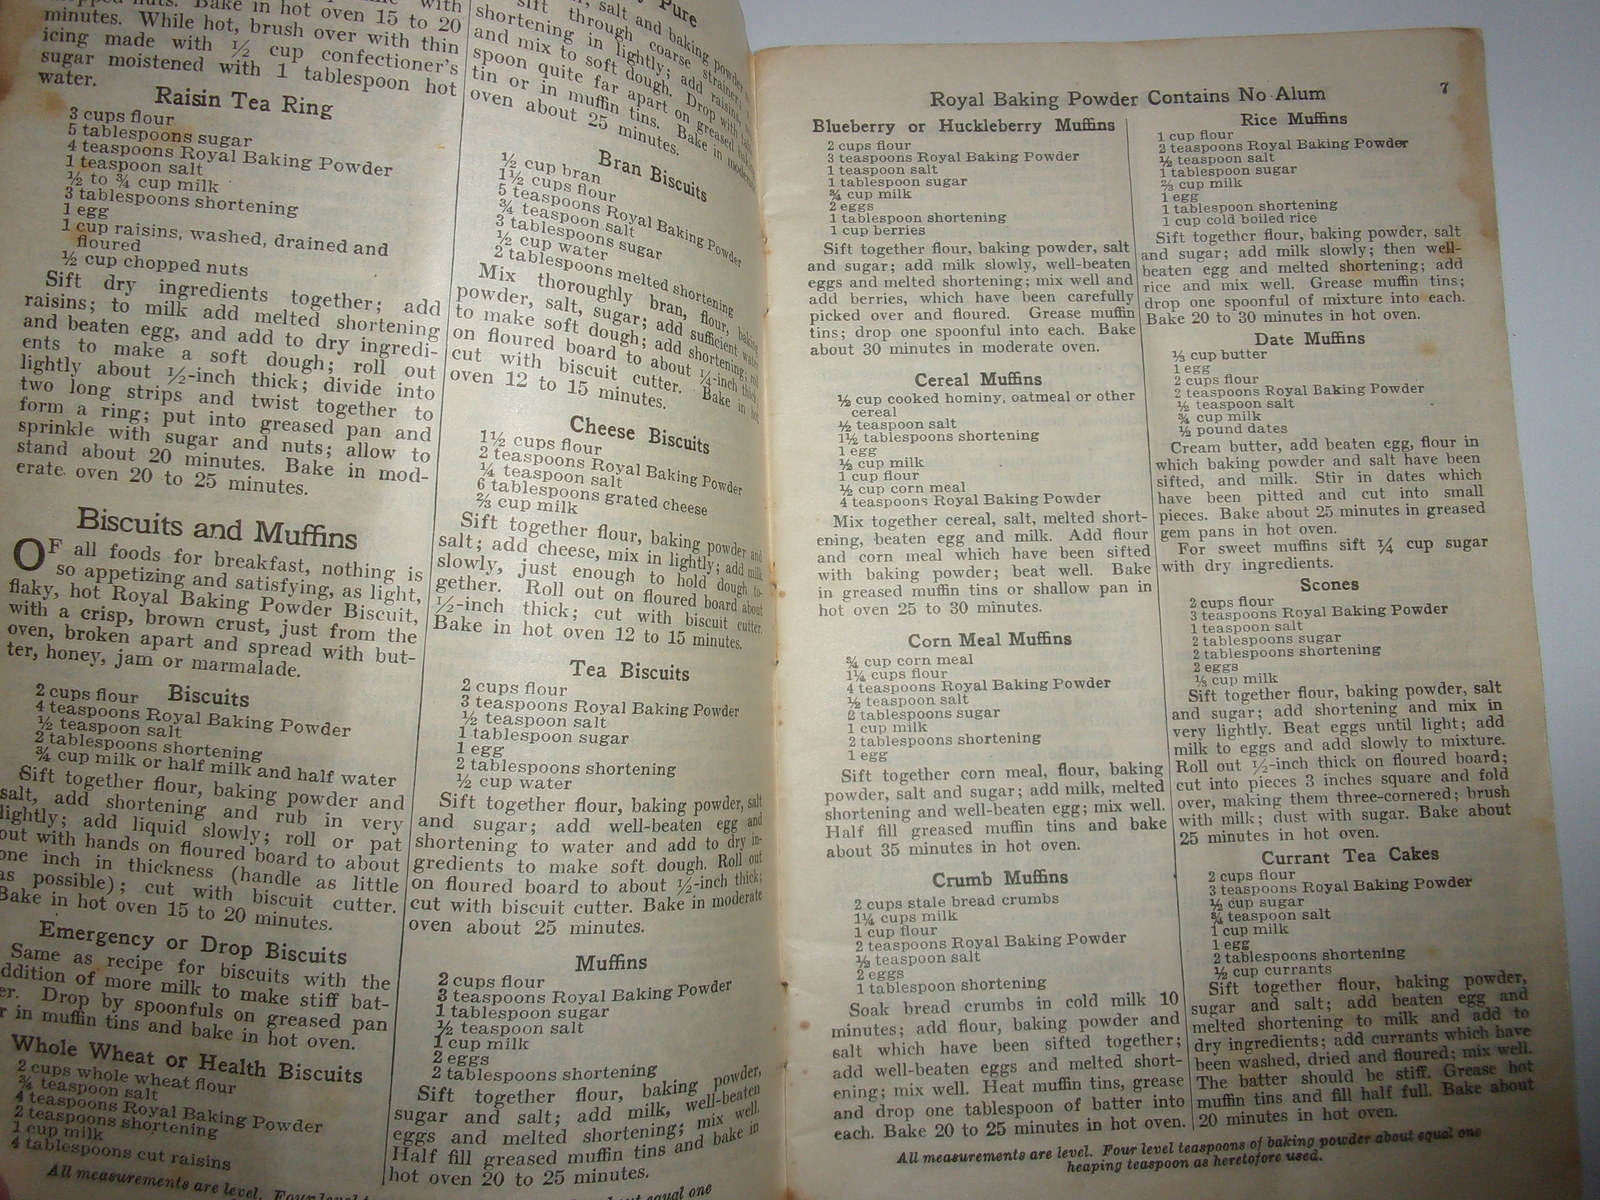 minutes. While hot, brush over with thin
icing made with ½ cup confectioner's
sugar moistened with 1 tablespoon hot
water.
Raisin Tea Ring
3 cups flour
5 tablespoons sugar
4 teaspoons Royal Baking Powder
1 teaspoon salt
½ to ¾ cup milk
3 tablespoons shortening
1 egg
1 cup raisins, washed, drained and
floured
½ cup chopped nuts
Sift dry ingredients together; add
raisins; to milk add melted shortening
and beaten egg, and add to dry ingredi-
ents to make a soft dough; roll out
lightly about ½-inch thick; divide into
two long strips and twist together to
form a ring; put into greased pan and
sprinkle with sugar and nuts; allow to
stand about 20 minutes. Bake in mod-
erate oven 20 to 25 minutes.
Biscuits and Muffins
OF all foods for breakfast, nothing is
so appetizing and satisfying, as light,
flaky, hot Royal Baking Powder Biscuit,
with a crisp, brown crust, just from the
oven, broken apart and spread with but-
ter, honey, jam or marmalade.
Biscuits
2 cups flour
4 teaspoons Royal Baking Powder
½ teaspoon salt
2 tablespoons shortening
¾ cup milk or half milk and half water
Sift together flour, baking powder and
salt, add shortening and rub in very
lightly; add liquid slowly; roll or pat
out with hands on floured board to about
one inch in thickness (handle as little
as possible); cut with biscuit cutter.
Bake in hot oven 15 to 20 minutes.
Emergency or Drop Biscuits
Same as recipe for biscuits with the
addition of more milk to make stiff bat-
ter. Drop by spoonfuls on greased pan
or in muffin tins and bake in hot oven.
Whole Wheat or Health Biscuits
2 cups whole wheat flour
¾ teaspoon salt
4 teaspoons Royal Baking Powder
2 teaspoons shortening
1 cup milk
4 tablespoons cut raisins
All measurements are level. Four level
Pure
sift through coarse strainer;
shortening in lightly; add raisins,
and mix to soft dough. Drop with
spoon quite far apart on greased
tin or in muffin tins. Bake in moderate
oven about 25 minutes.
Bran Biscuits
½ cup bran
1½ cups flour
5 teaspoons Royal Baking Powder
¾ teaspoon salt
3 tablespoons sugar
½ cup water
2 tablespoons melted shortening
Mix thoroughly bran, flour, baking
powder, salt, sugar; add sufficient water
to make soft dough; add shortening; roll
on floured board to about ¼-inch thick;
cut with biscuit cutter. Bake in hot
oven 12 to 15 minutes.
Cheese Biscuits
1½ cups flour
2 teaspoons Royal Baking Powder
¼ teaspoon salt
6 tablespoons grated cheese
⅔ cup milk
Sift together flour, baking powder and
salt; add cheese, mix in lightly; add milk
slowly, just enough to hold dough to-
gether. Roll out on floured board about
½-inch thick; cut with biscuit cutter.
Bake in hot oven 12 to 15 minutes.
Tea Biscuits
2 cups flour
3 teaspoons Royal Baking Powder
½ teaspoon salt
1 tablespoon sugar
1 egg
2 tablespoons shortening
½ cup water
Sift together flour, baking powder, salt
and sugar; add well-beaten egg and
shortening to water and add to dry in-
gredients to make soft dough. Roll out
on floured board to about ½-inch thick;
cut with biscuit cutter. Bake in moderate
oven about 25 minutes.
Muffins
2 cups flour
3 teaspoons Royal Baking Powder
1 tablespoon sugar
½ teaspoon salt
1 cup milk
2 eggs
2 tablespoons shortening
Sift together flour, baking powder,
sugar and salt; add milk, well-beaten
eggs and melted shortening; mix well.
Half fill greased muffin tins and bake in
hot oven 20 to 25 minutes.
equal one
Royal Baking Powder Contains No Alum 7
Blueberry or Huckleberry Muffins
2 cups flour
3 teaspoons Royal Baking Powder
1 teaspoon salt
1 tablespoon sugar
¾ cup milk
2 eggs
1 tablespoon shortening
1 cup berries
Sift together flour, baking powder, salt
and sugar; add milk slowly, well-beaten
eggs and melted shortening; mix well and
add berries, which have been carefully
picked over and floured. Grease muffin
tins; drop one spoonful into each. Bake
about 30 minutes in moderate oven.
Cereal Muffins
½ cup cooked hominy, oatmeal or other
cereal
½ teaspoon salt
1½ tablespoons shortening
1 egg
½ cup milk
1 cup flour
½ cup corn meal
4 teaspoons Royal Baking Powder
Mix together cereal, salt, melted short-
ening, beaten egg and milk. Add flour
and corn meal which have been sifted
with baking powder; beat well. Bake
in greased muffin tins or shallow pan in
hot oven 25 to 30 minutes.
Corn Meal Muffins
¾ cup corn meal
1¼ cups flour
4 teaspoons Royal Baking Powder
½ teaspoon salt
2 tablespoons sugar
1 cup milk
2 tablespoons shortening
1 egg
Sift together corn meal, flour, baking
powder, salt and sugar; add milk, melted
shortening and well-beaten egg; mix well.
Half fill greased muffin tins and bake
about 35 minutes in hot oven.
Crumb Muffins
2 cups stale bread crumbs
1¼ cups milk
1 cup flour
2 teaspoons Royal Baking Powder
½ teaspoon salt
2 eggs
1 tablespoon shortening
Soak bread crumbs in cold milk 10
minutes; add flour, baking powder and
salt which have been sifted together;
add well-beaten eggs and melted short-
ening; mix well. Heat muffin tins, grease
and drop one tablespoon of batter into
each. Bake 20 to 25 minutes in hot oven.
Rice Muffins
1 cup flour
2 teaspoons Royal Baking Powder
½ teaspoon salt
1 tablespoon sugar
⅔ cup milk
1 egg
1 tablespoon shortening
1 cup cold boiled rice
Sift together flour, baking powder, salt
and sugar; add milk slowly; then well-
beaten egg and melted shortening; add
rice and mix well. Grease muffin tins;
drop one spoonful of mixture into each.
Bake 20 to 30 minutes in hot oven.
Date Muffins
⅓ cup butter
1 egg
2 cups flour
2 teaspoons Royal Baking Powder
½ teaspoon salt
¾ cup milk
½ pound dates
Cream butter, add beaten egg, flour in
which baking powder and salt have been
sifted, and milk. Stir in dates which
have been pitted and cut into small
pieces. Bake about 25 minutes in greased
gem pans in hot oven.
For sweet muffins sift ¼ cup sugar
with dry ingredients.
Scones
2 cups flour
3 teaspoons Royal Baking Powder
1 teaspoon salt
2 tablespoons sugar
2 tablespoons shortening
2 eggs
⅓ cup milk
Sift together flour, baking powder, salt
and sugar; add shortening and mix in
very lightly. Beat eggs until light; add
milk to eggs and add slowly to mixture.
Roll out ½-inch thick on floured board;
cut into pieces 3 inches square and fold
over, making them three-cornered; brush
with milk; dust with sugar. Bake about
25 minutes in hot oven.
Currant Tea Cakes
2 cups flour
3 teaspoons Royal Baking Powder
½ cup sugar
¾ teaspoon salt
1 cup milk
1 egg
2 tablespoons shortening
½ cup currants
Sift together flour, baking powder,
sugar and salt; add beaten egg and
melted shortening to milk and add to
dry ingredients; add currants which have
been washed, dried and floured; mix well.
The batter should be stiff. Grease hot
muffin tins and fill half full. Bake about
20 minutes in hot oven.
All measurements are level. Four level teaspoons of baking powder about equal one
heaping teaspoon as heretofore used.